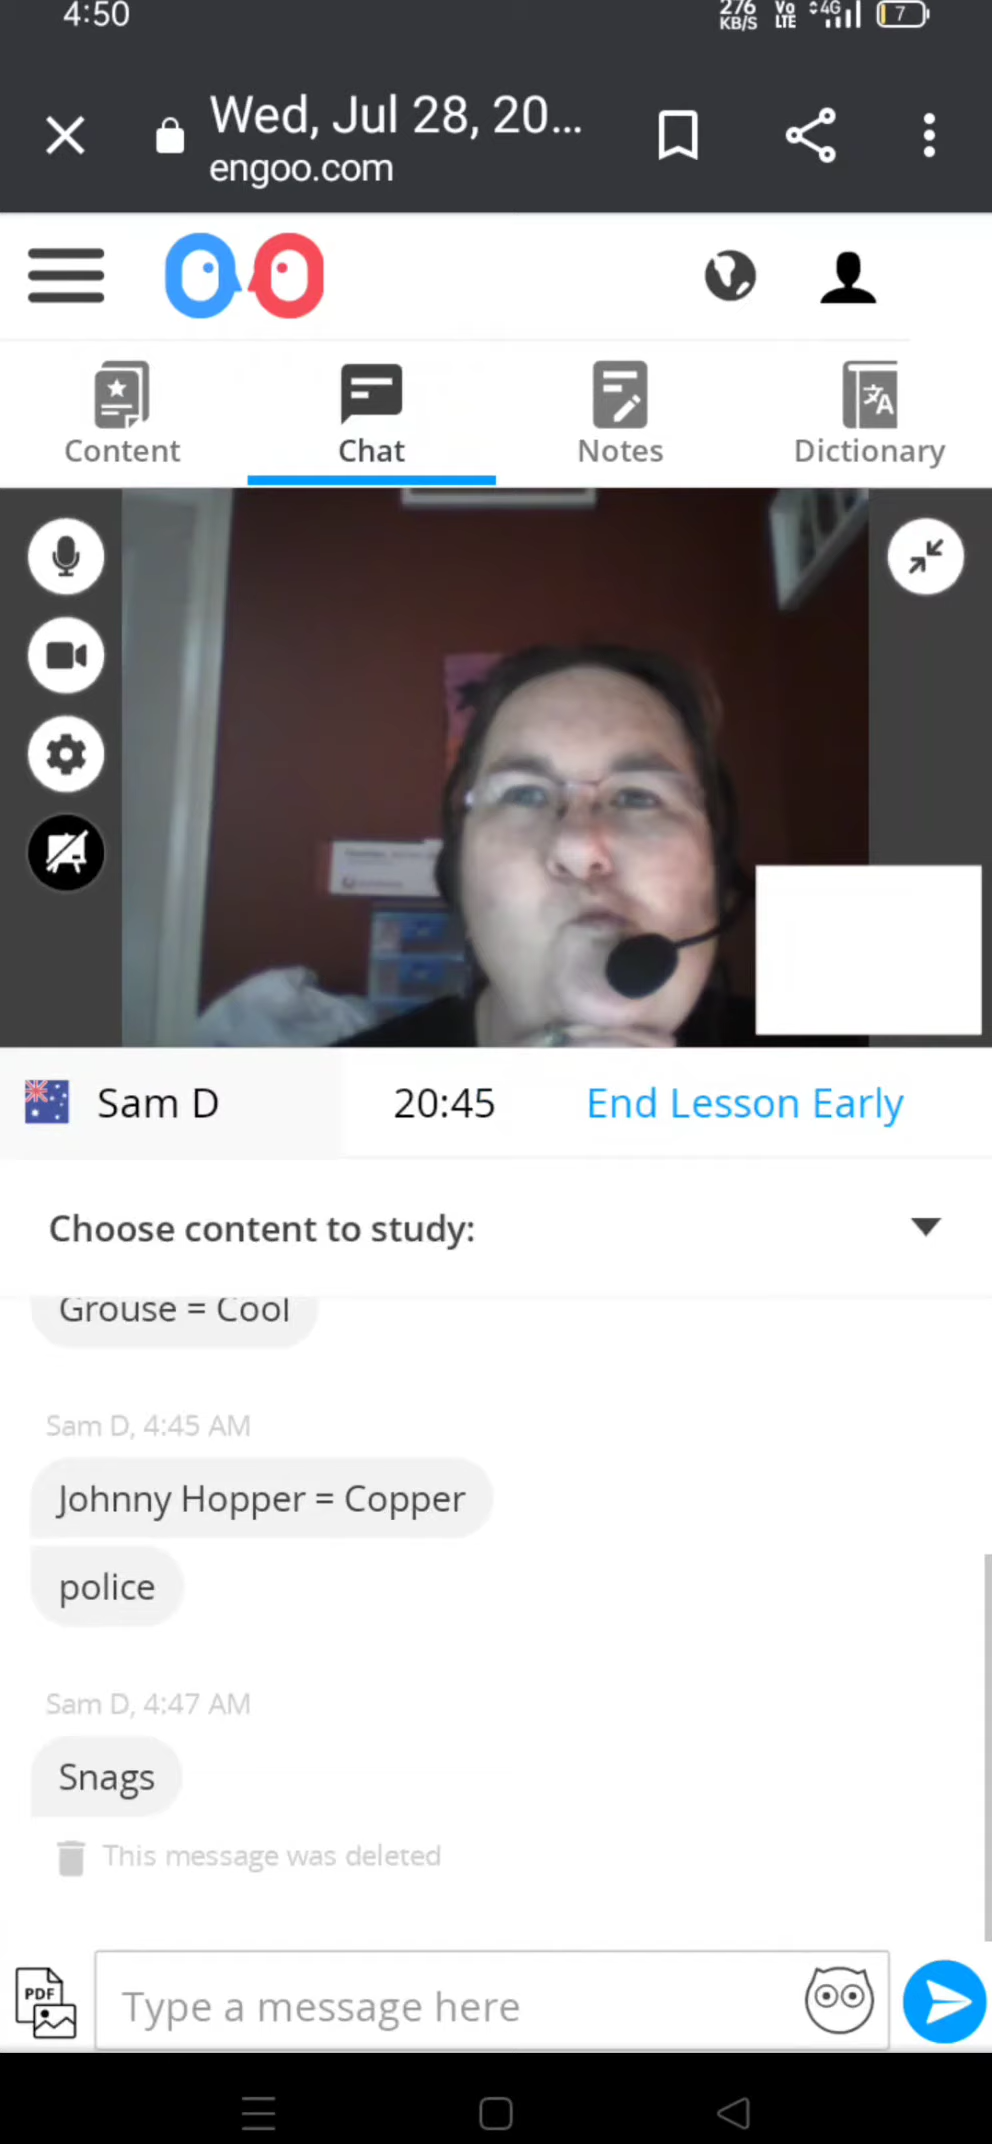 4:50
276
KB/S
Vo
LTE
4G
7
Wed, Jul 28, 20...
engoo.com
Content
Chat
Notes
Dictionary
Sam D
20:45
End Lesson Early
Choose content to study:
Grouse = Cool
Sam D, 4:45 AM
Johnny Hopper = Copper
police
Sam D, 4:47 AM
Snags
This message was deleted
PDF
Type a message here